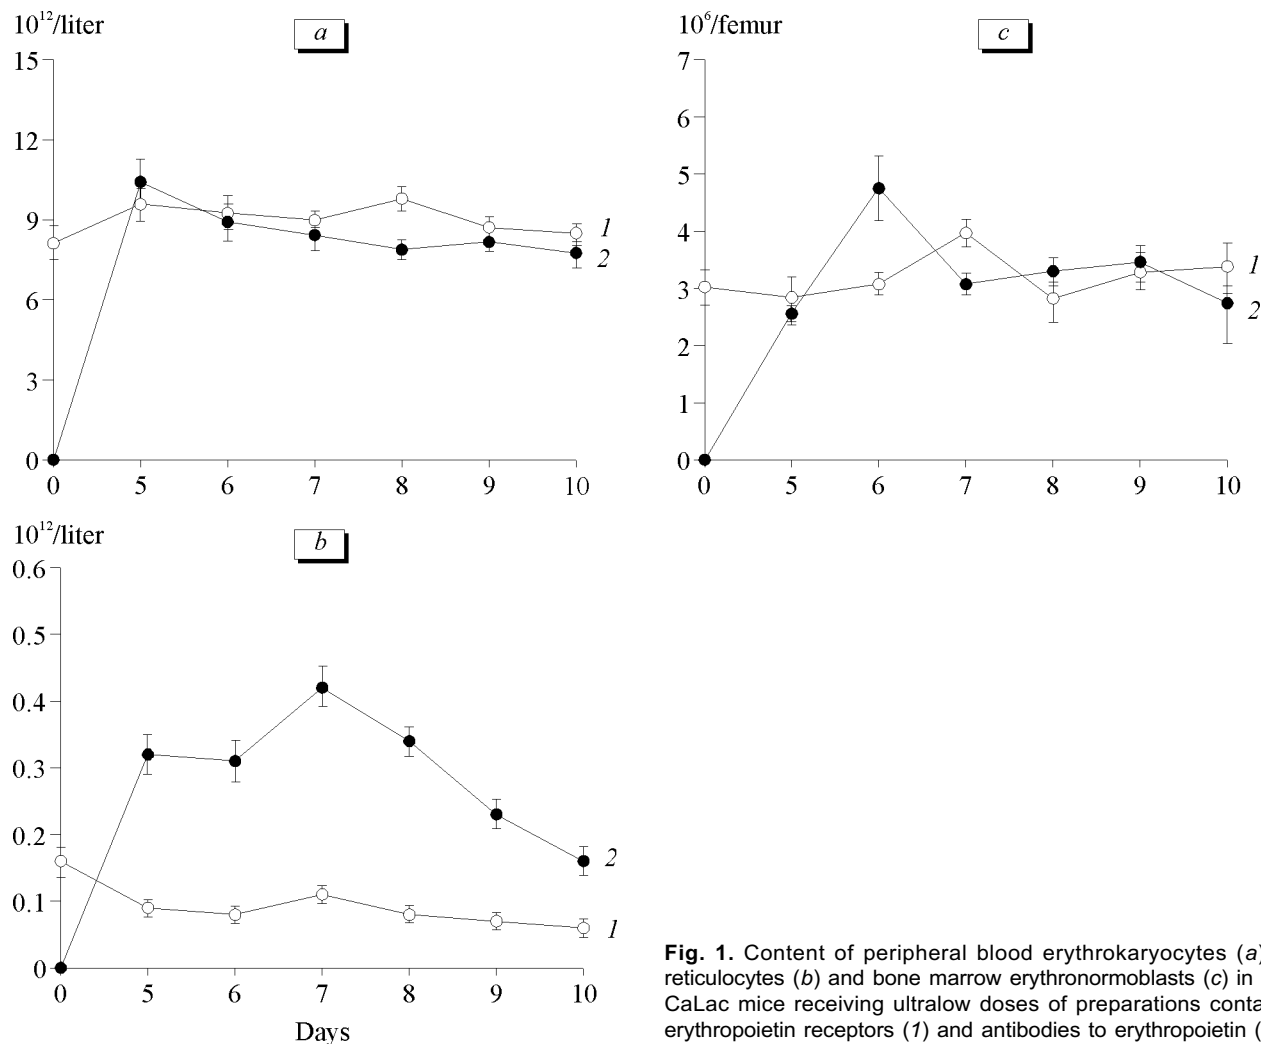 10¹²/liter
a
15
12
9
6
3
0
0 5 6 7 8 9 10
1
2
10⁶/femur
c
7
6
5
4
3
2
1
0
0 5 6 7 8 9 10
1
2
10¹²/liter
b
0.6
0.5
0.4
0.3
0.2
0.1
0
0 5 6 7 8 9 10
2
1
Days
Fig. 1. Content of peripheral blood erythrokaryocytes (a)
reticulocytes (b) and bone marrow erythronormoblasts (c) in
CaLac mice receiving ultralow doses of preparations conta
erythropoietin receptors (1) and antibodies to erythropoietin (